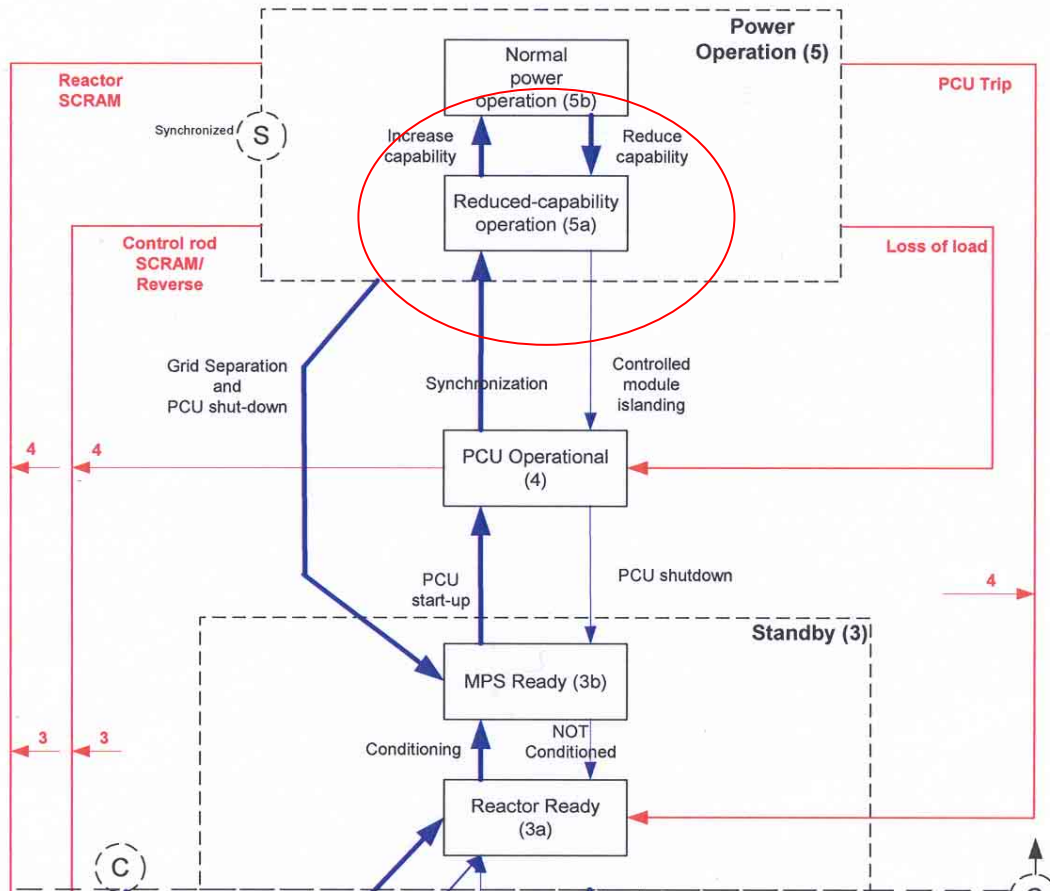 Power
Operation (5)
Normal
power
operation (5b)
Reactor
SCRAM
PCU Trip
Synchronized
S
Increase
capability
Reduce
capability
Reduced-capability
operation (5a)
Control rod
SCRAM/
Reverse
Loss of load
Grid Separation
and
PCU shut-down
Synchronization
Controlled
module
islanding
4
4
PCU Operational
(4)
PCU
start-up
PCU shutdown
4
Standby (3)
MPS Ready (3b)
3
3
Conditioning
NOT
Conditioned
Reactor Ready
(3a)
C